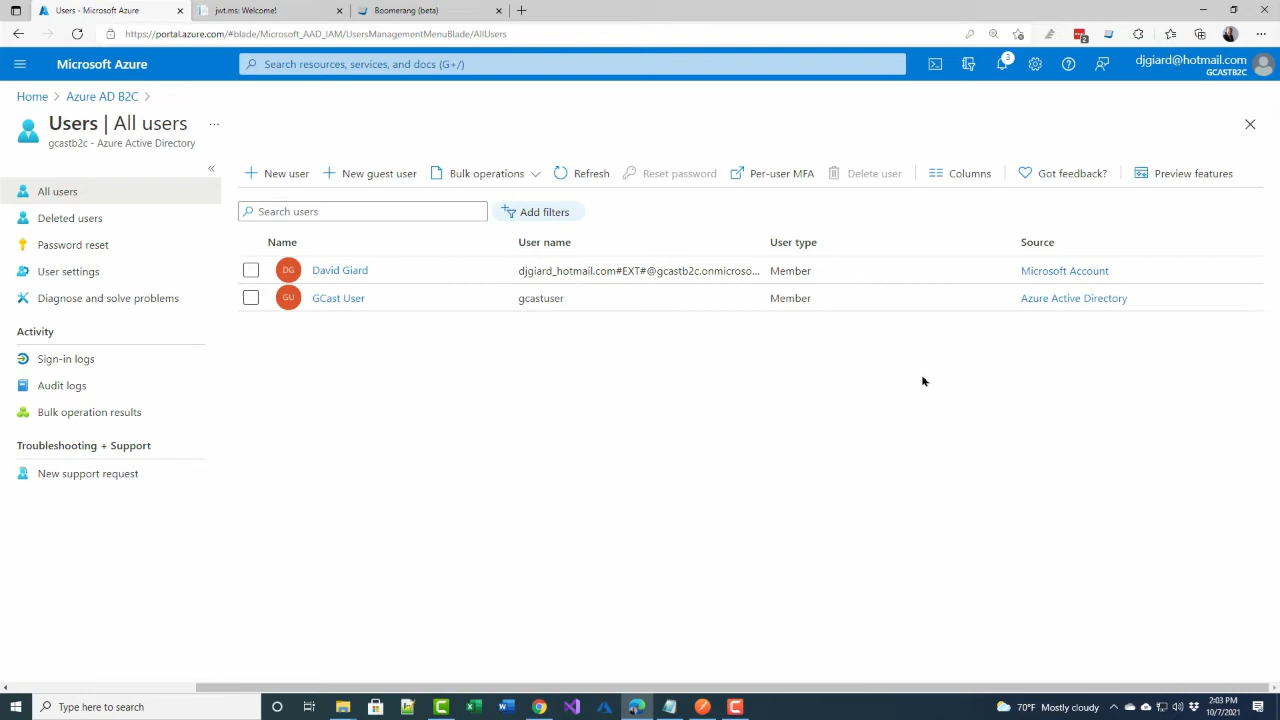 Users - Microsoft Azure
jwt.ms: Welcome!
Boomerang (beta)
https://portal.azure.com/#blade/Microsoft_AAD_IAM/UsersManagementMenuBlade/AllUsers
2
Microsoft Azure
Search resources, services, and docs (G+/)
3
djgiard@hotmail.com
GCASTB2C
Home > Azure AD B2C >
Users | All users ...
gcastb2c - Azure Active Directory
All users
Deleted users
Password reset
User settings
Diagnose and solve problems
Activity
Sign-in logs
Audit logs
Bulk operation results
Troubleshooting + Support
New support request
New user New guest user Bulk operations Refresh Reset password Per-user MFA Delete user Columns Got feedback? Preview features
Search users Add filters
Name User name User type Source
DG David Giard djgiard_hotmail.com#EXT#@gcastb2c.onmicroso... Member Microsoft Account
GU GCast User gcastuser Member Azure Active Directory
Type here to search
70°F Mostly cloudy
2:03 PM
10/7/2021